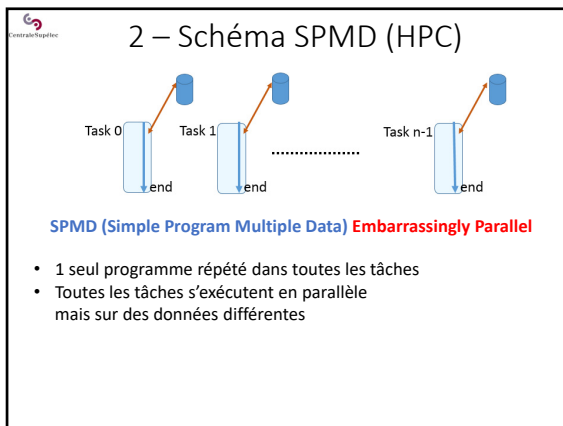 CentraleSupélec
2 – Schéma SPMD (HPC)
Task 0
Task 1
Task n-1
end
end
end
SPMD (Simple Program Multiple Data) Embarrassingly Parallel
• 1 seul programme répété dans toutes les tâches
• Toutes les tâches s'exécutent en parallèle
mais sur des données différentes